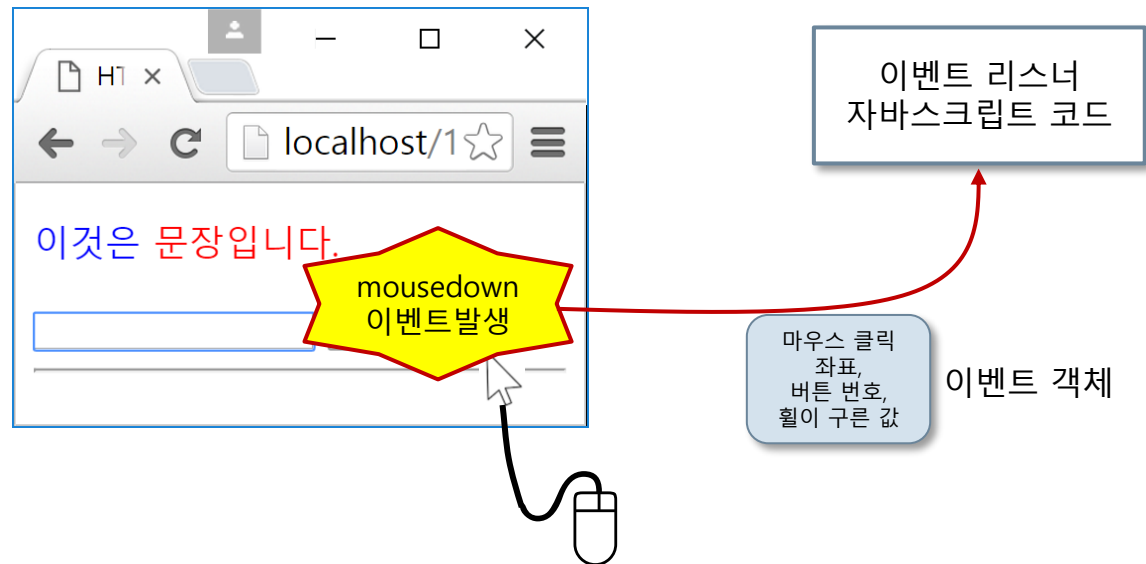 HT
localhost/1
이것은 문장입니다.
mousedown
이벤트발생
이벤트 리스너
자바스크립트 코드
마우스 클릭
좌표,
버튼 번호,
휠이 구른 값
이벤트 객체